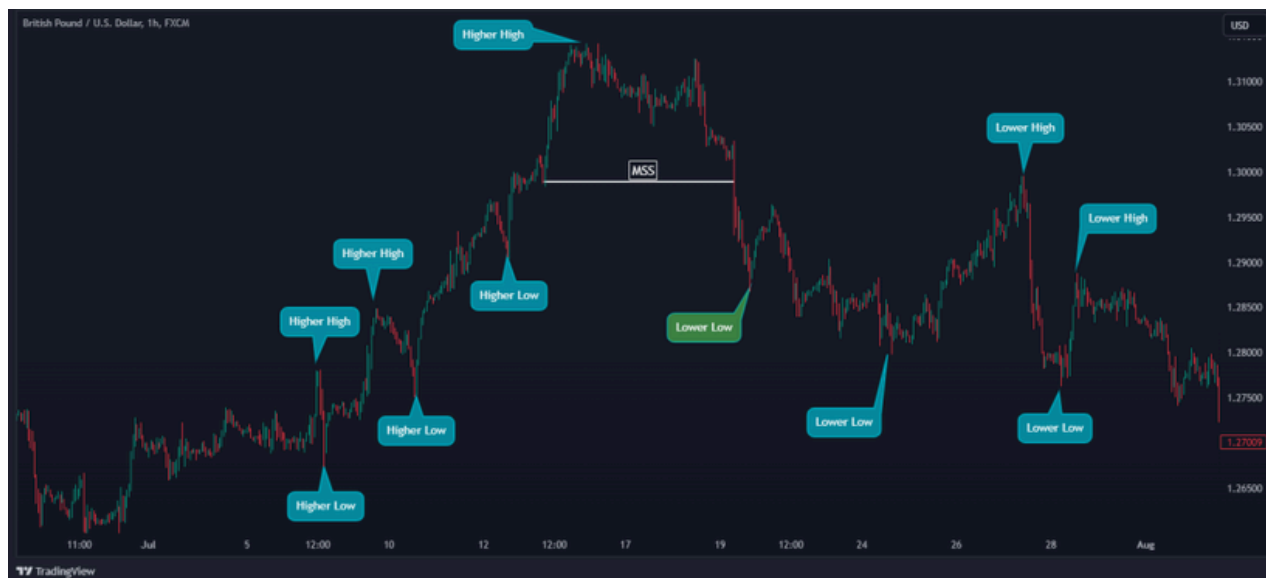 British Pound / U.S. Dollar, 1h, FXCM
USD
Higher High
1.31000
1.30500
Lower High
MSS
1.30000
1.29500
Lower High
Higher High
1.29000
Higher Low
1.28500
Higher High
Lower Low
1.28000
1.27500
Higher Low
Lower Low
Lower Low
1.27009
1.26500
Higher Low
11:00 Jul 5 12:00 10 12 12:00 17 19 12:00 24 26 28 Aug
TradingView